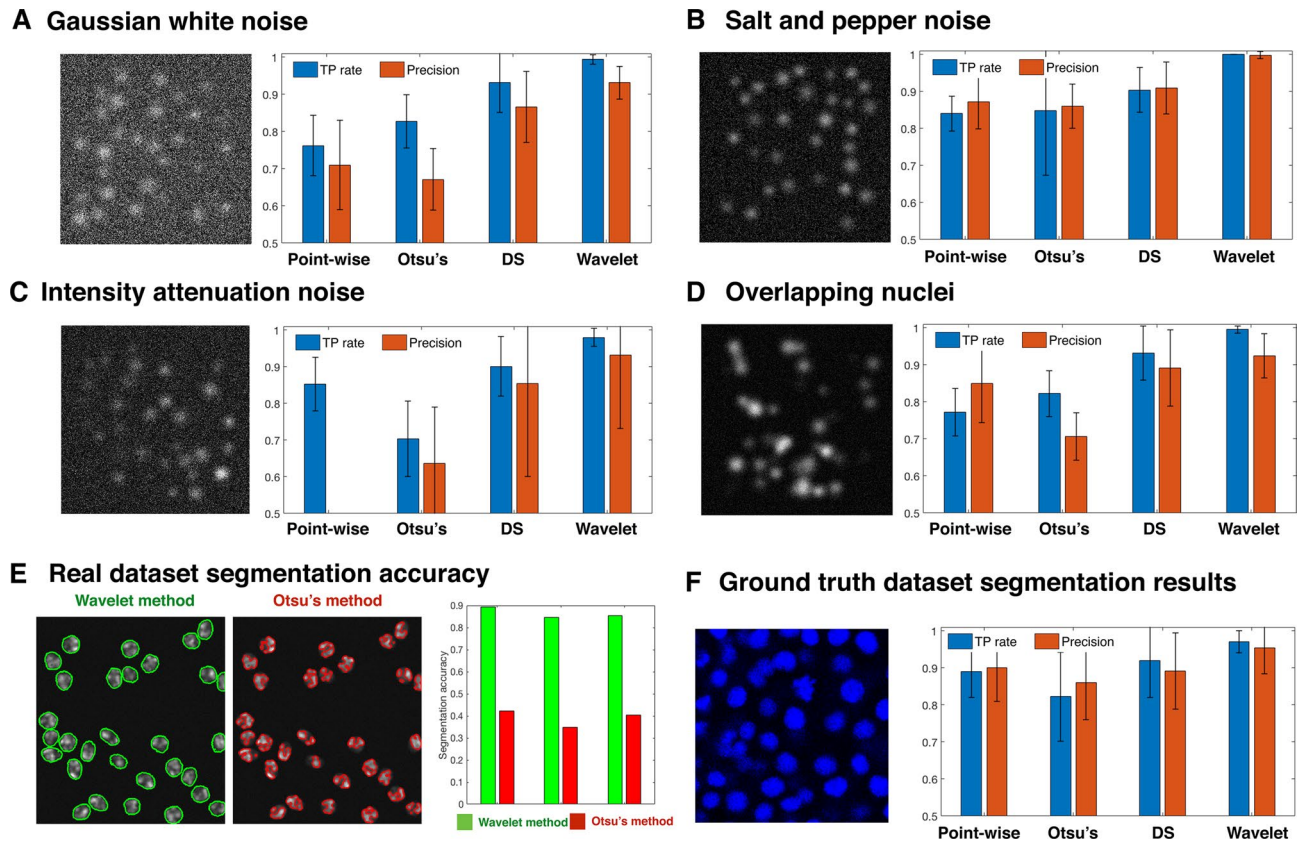 A Gaussian white noise
TP rate Precision
1
0.9
0.8
0.7
0.6
0.5
Point-wise Otsu's DS Wavelet
B Salt and pepper noise
TP rate Precision
1
0.9
0.8
0.7
0.6
0.5
Point-wise Otsu's DS Wavelet
C Intensity attenuation noise
TP rate Precision
1
0.9
0.8
0.7
0.6
0.5
Point-wise Otsu's DS Wavelet
D Overlapping nuclei
TP rate Precision
1
0.9
0.8
0.7
0.6
0.5
Point-wise Otsu's DS Wavelet
E Real dataset segmentation accuracy
Wavelet method Otsu's method
Segmentation accuracy
0.9
0.8
0.7
0.6
0.5
0.4
0.3
0.2
0.1
0
Wavelet method Otsu's method
F Ground truth dataset segmentation results
TP rate Precision
1
0.9
0.8
0.7
0.6
0.5
Point-wise Otsu's DS Wavelet